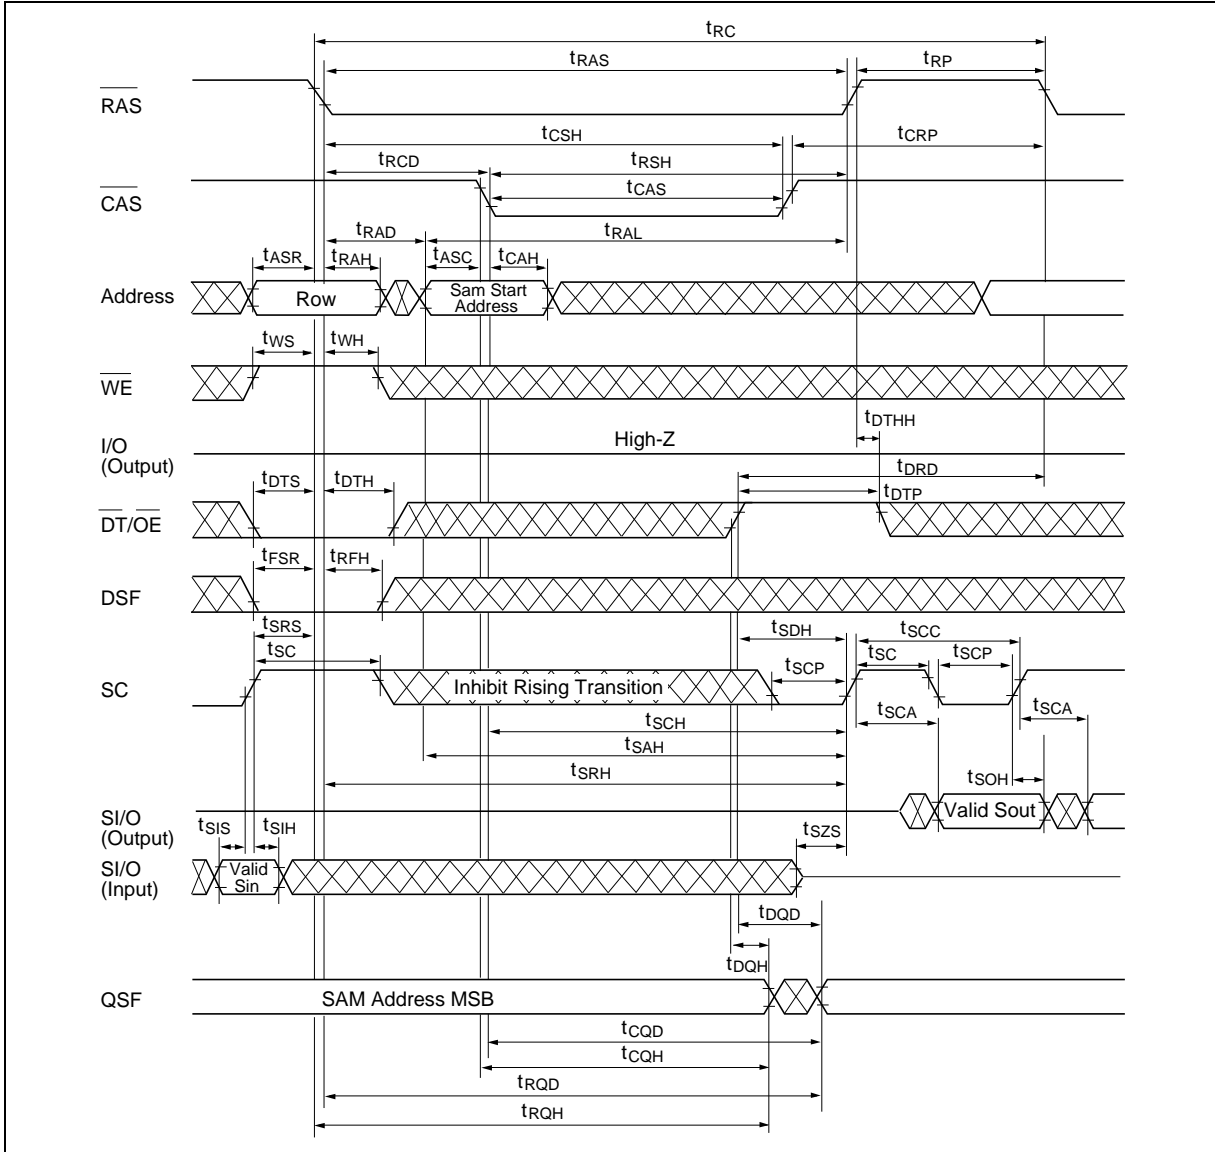 tRC
tRAS tRP
RAS
tCSH tCRP
tRCD tRSH
CAS tCAS
tRAD tRAL
tASR tRAH tASC tCAH
Address Row Sam Start
Address
tWS tWH
WE
tDTHH
I/O
(Output) High-Z
tDRD
tDTS tDTH tDTP
DT/OE
tFSR tRFH
DSF
tSRS tSDH tSCC
tSC tSCP tSC tSCP
SC Inhibit Rising Transition
tSCH tSCA tSCA
tSAH
tSRH tSOH
SI/O
(Output) Valid Sout
tSIS tSIH tSZS
SI/O
(Input) Valid
Sin
tDQD
tDQH
QSF SAM Address MSB
tCQD
tCQH
tRQD
tRQH